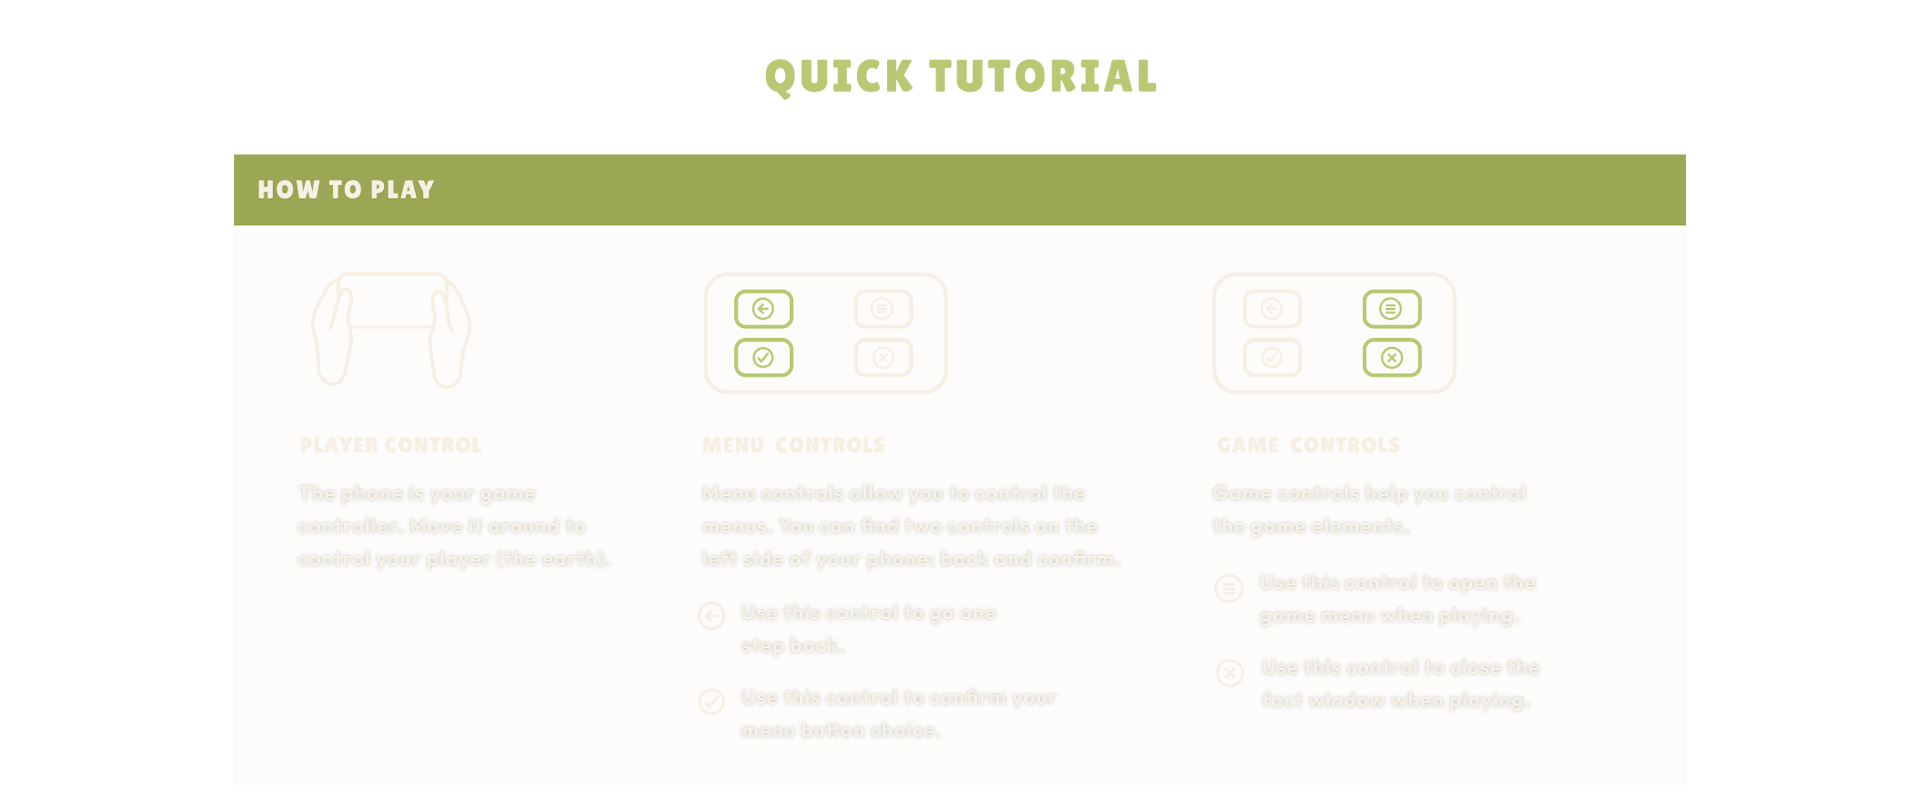 QUICK TUTORIAL
HOW TO PLAY
PLAYER CONTROL
The phone is your game
controller. Move it around to
control your player (the earth).
MENU CONTROLS
Menu controls allow you to control the
menus. You can find two controls on the
left side of your phone: back and confirm.
Use this control to go one
step back.
Use this control to confirm your
menu button choice.
GAME CONTROLS
Game controls help you control
the game elements.
Use this control to open the
game menu when playing.
Use this control to close the
fact window when playing.